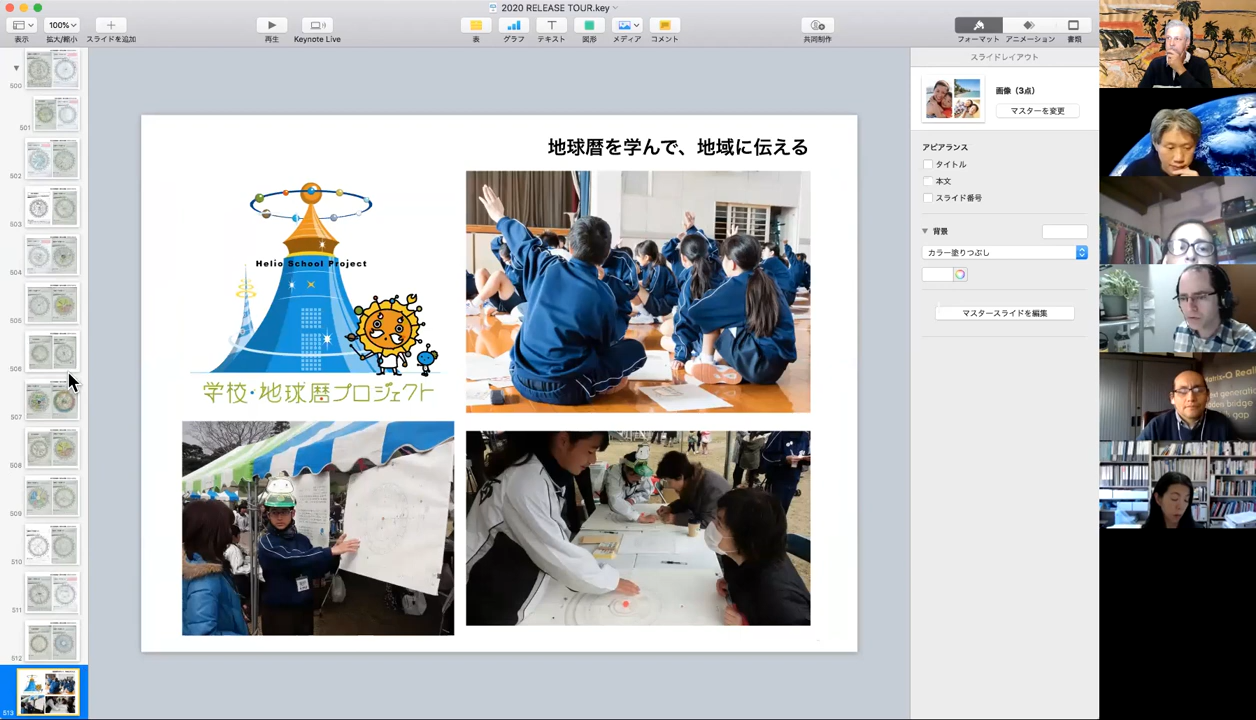 2020 RELEASE TOUR.key
100%
表示
拡大/縮小
スライドを追加
再生
Keynote Live
表
グラフ
テキスト
図形
メディア
コメント
共同制作
フォーマット
アニメーション
書類
スライドレイアウト
画像（3点）
マスターを変更
アピアランス
タイトル
本文
スライド番号
背景
カラー塗りつぶし
マスタースライドを編集
500
501
502
503
504
505
506
507
508
509
510
511
512
513
地球暦を学んで、地域に伝える
Helio School Project
学校・地球暦プロジェクト